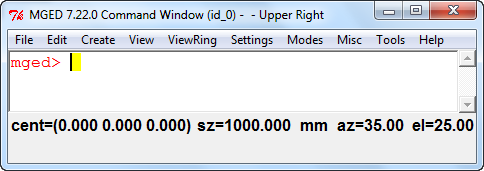 MGED 7.22.0 Command Window (id_0) - - Upper Right
File Edit Create View ViewRing Settings Modes Misc Tools Help
mged>
cent=(0.000 0.000 0.000) sz=1000.000 mm az=35.00 el=25.00